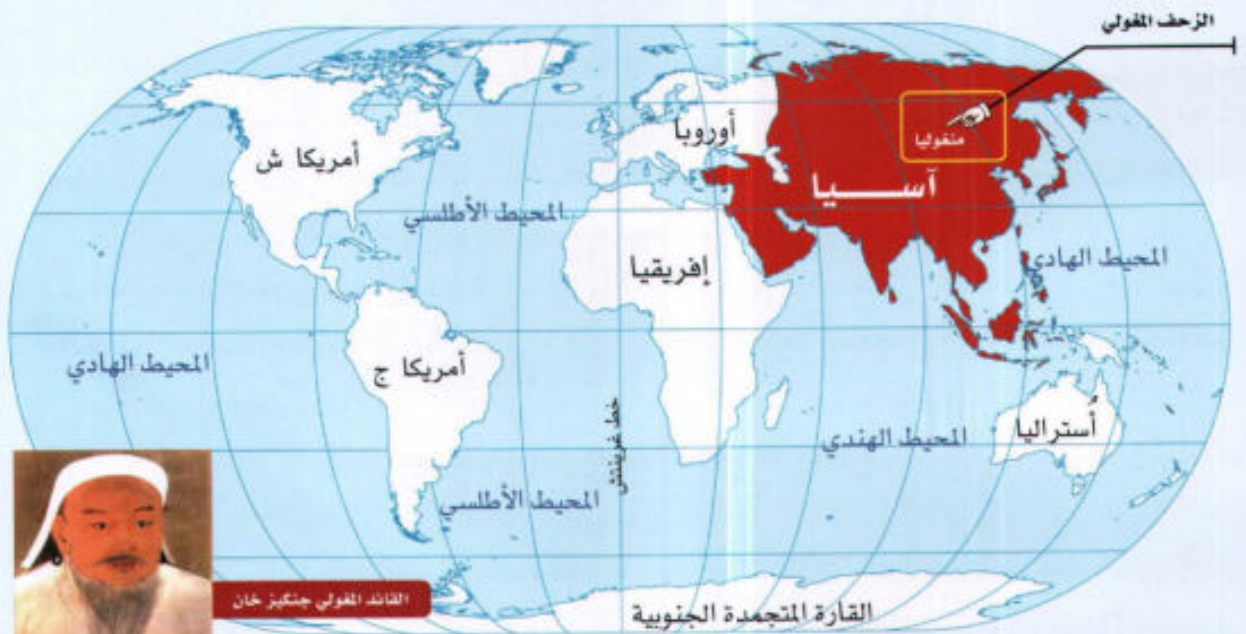 الزحف المغولي
أوروبا
أمريكا ش
منغوليا
آســـيا
المحيط الأطلسي
المحيط الهادي
إفريقيا
أمريكا ج
المحيط الهادي
خط غرينتش
أستراليا
المحيط الهندي
المحيط الأطلسي
القائد المغولي جنكيز خان
القارة المتجمدة الجنوبية